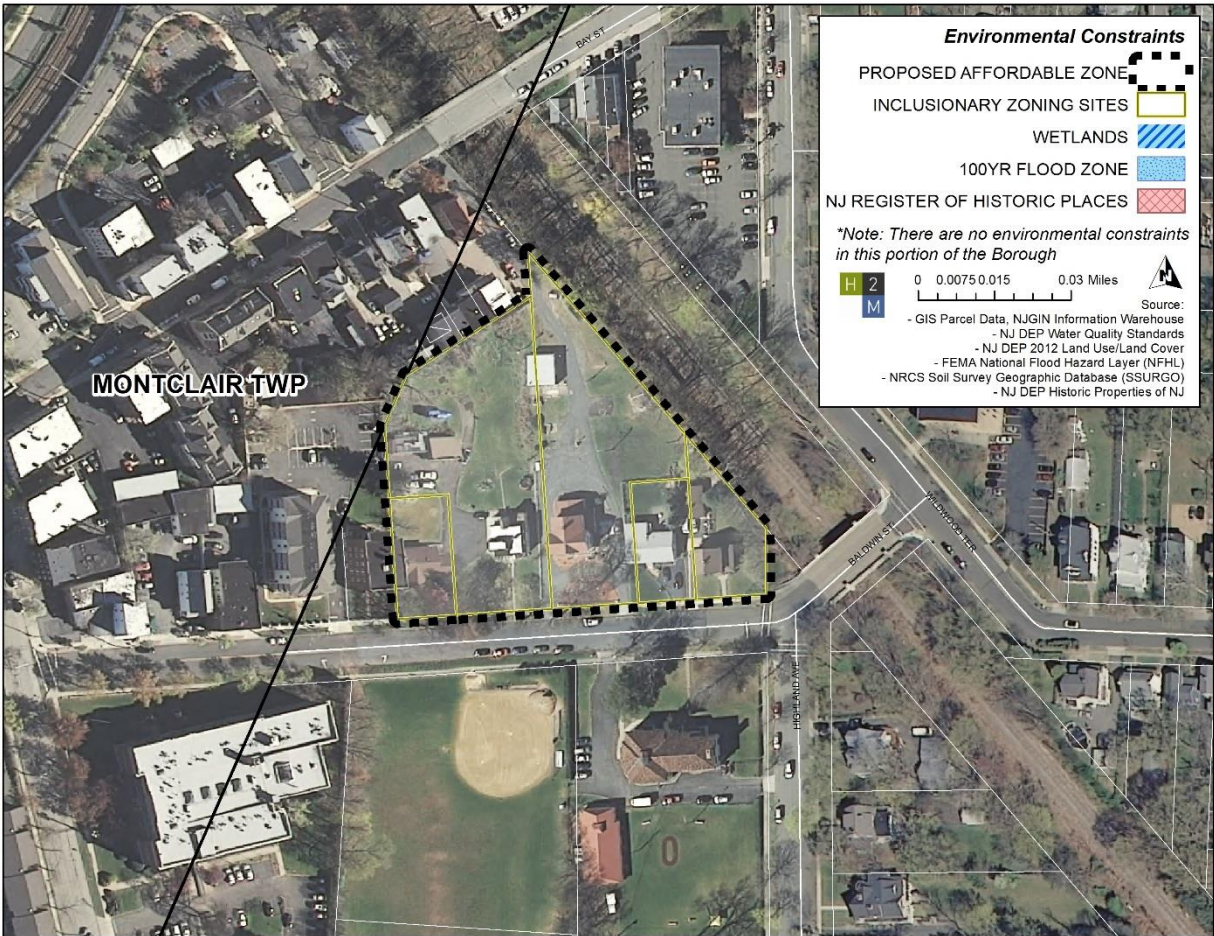 BAY ST
Environmental Constraints
PROPOSED AFFORDABLE ZONE
INCLUSIONARY ZONING SITES
WETLANDS
100YR FLOOD ZONE
NJ REGISTER OF HISTORIC PLACES
*Note: There are no environmental constraints
in this portion of the Borough
H 2
M
0 0.0075 0.015 0.03 Miles
N
Source:
- GIS Parcel Data, NJGIN Information Warehouse
- NJ DEP Water Quality Standards
- NJ DEP 2012 Land Use/Land Cover
- FEMA National Flood Hazard Layer (NFHL)
- NRCS Soil Survey Geographic Database (SSURGO)
- NJ DEP Historic Properties of NJ
MONTCLAIR TWP
WILDWOOD TER
BALDWIN ST
HIGHLAND AVE